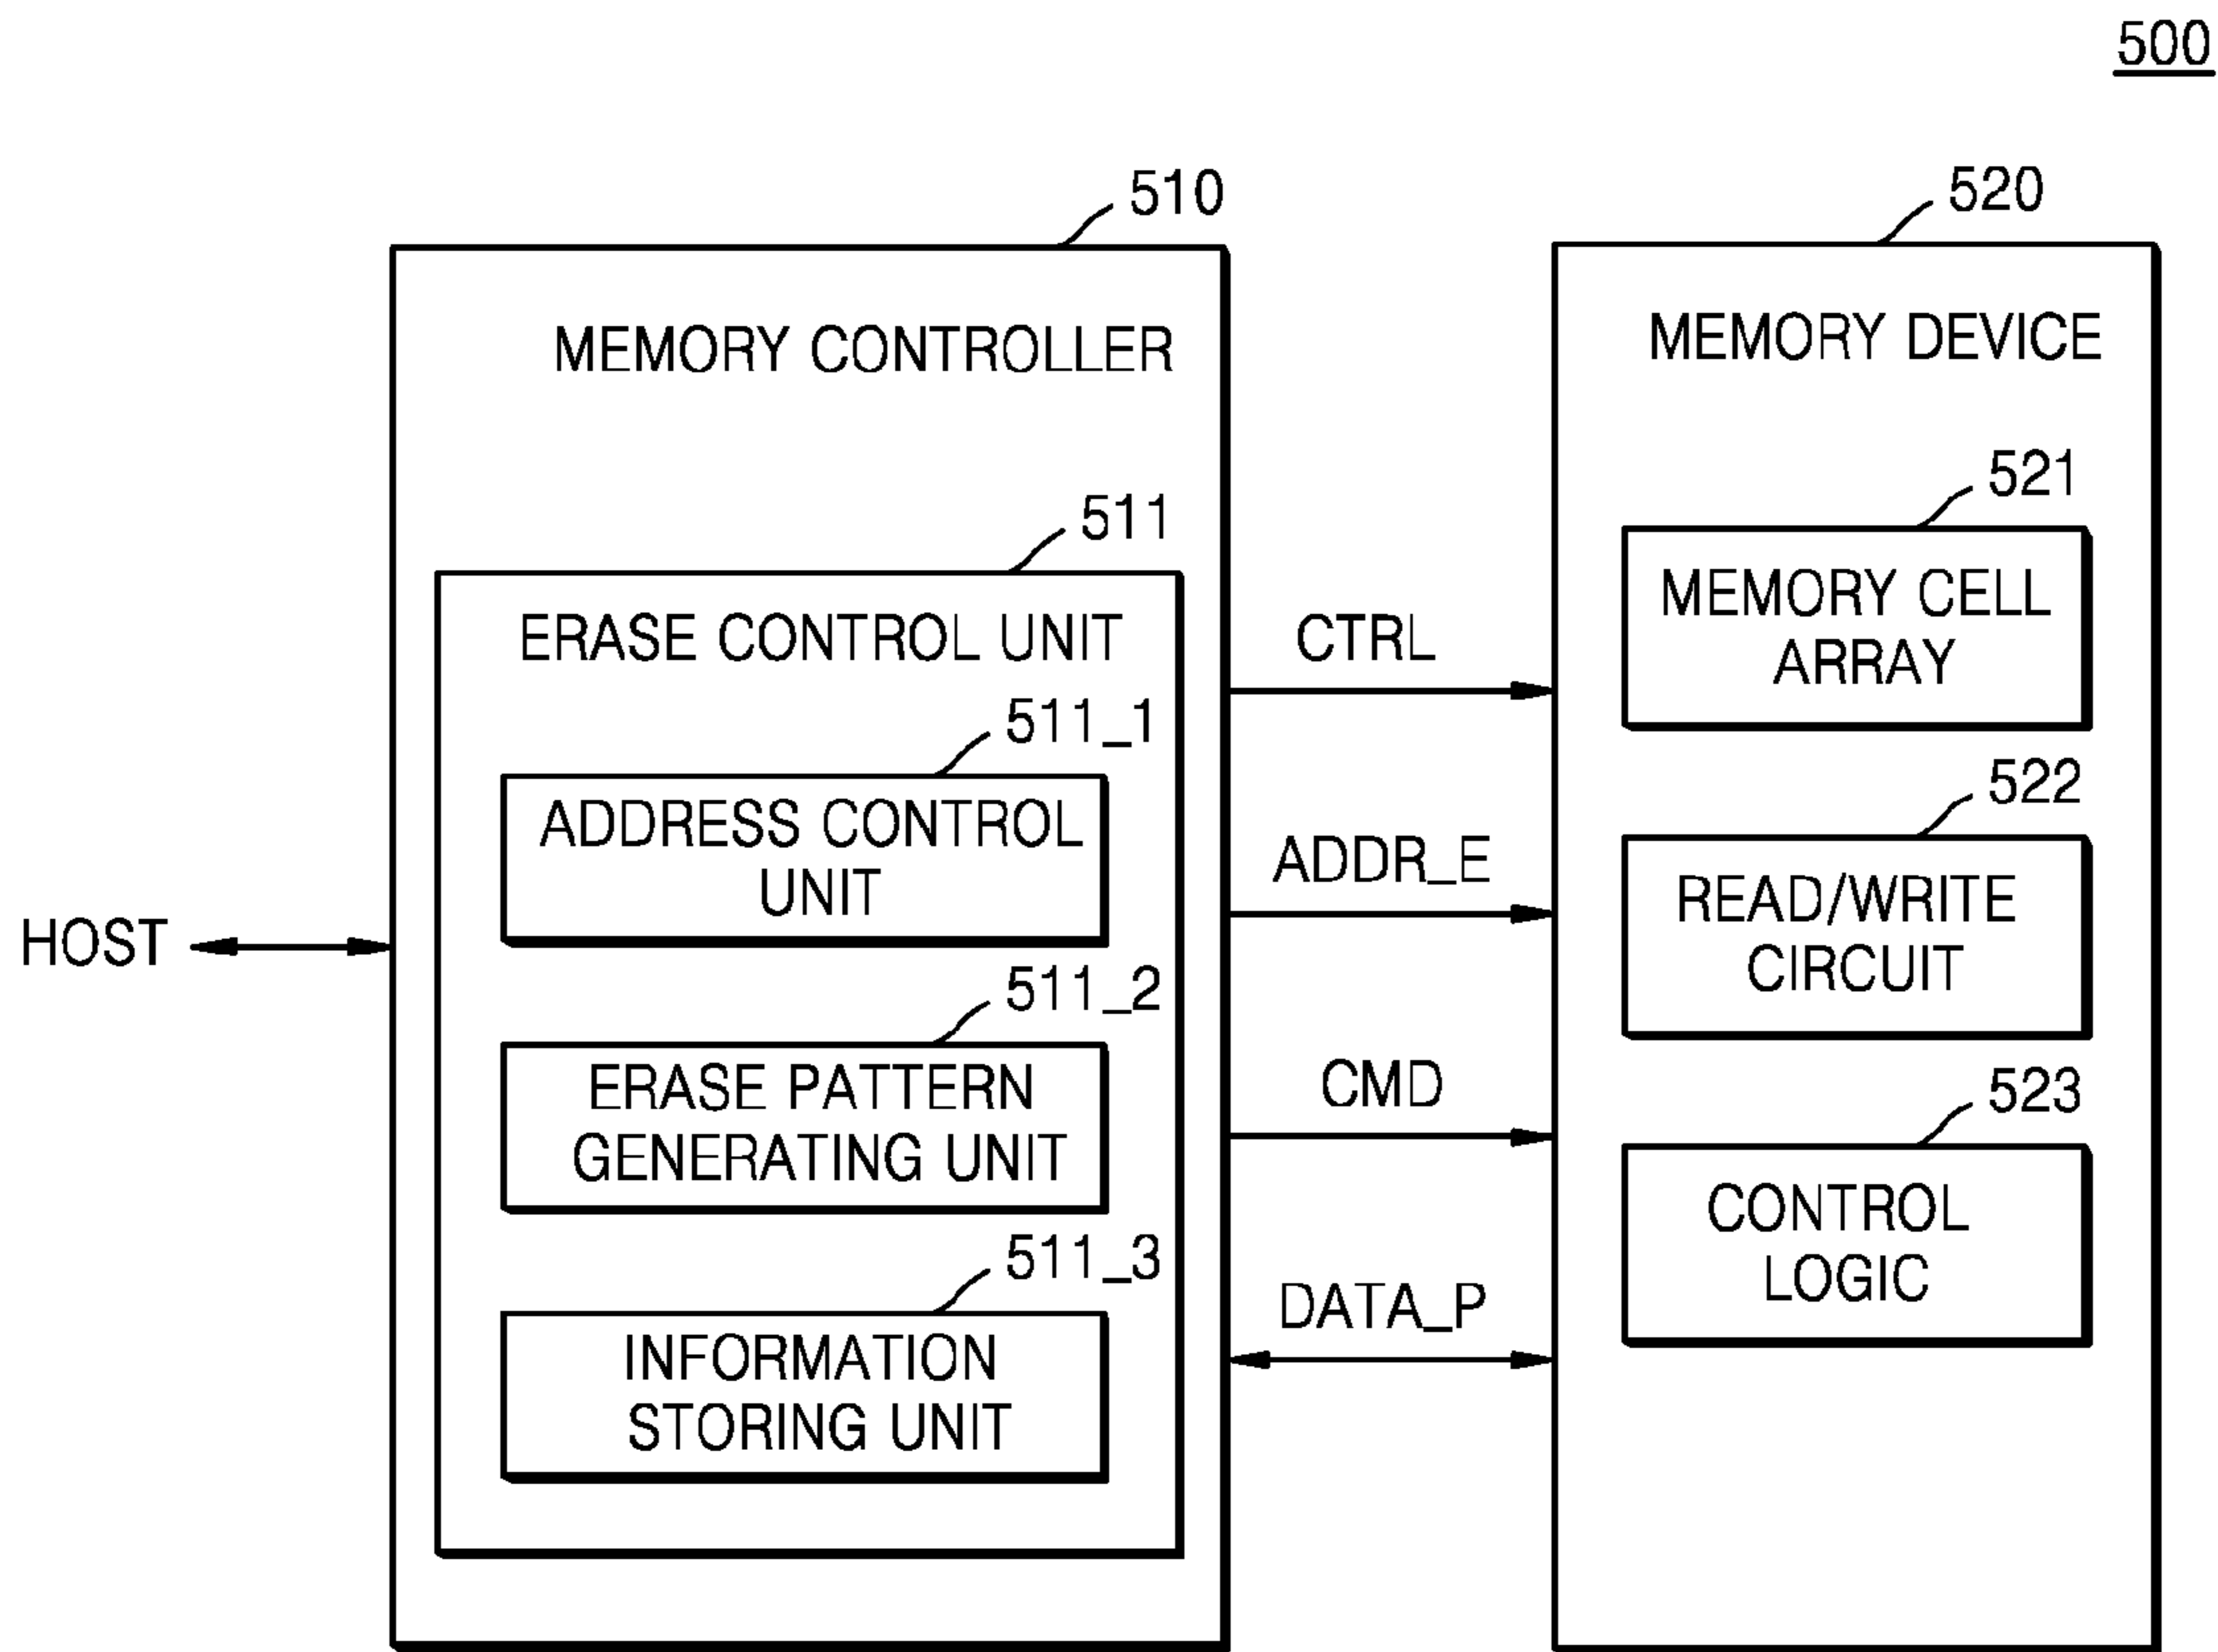 500
510
520
MEMORY CONTROLLER
MEMORY DEVICE
511
ERASE CONTROL UNIT
511_1
ADDRESS CONTROL
UNIT
511_2
ERASE PATTERN
GENERATING UNIT
511_3
INFORMATION
STORING UNIT
HOST
CTRL
ADDR_E
CMD
DATA_P
521
MEMORY CELL
ARRAY
522
READ/WRITE
CIRCUIT
523
CONTROL
LOGIC